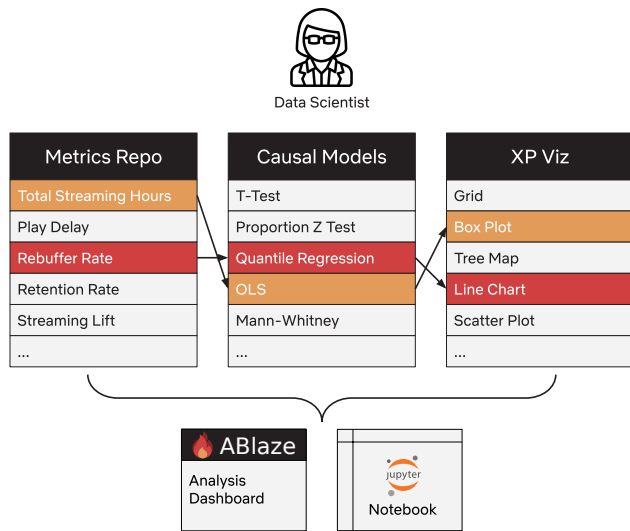 Data Scientist
Metrics Repo
Total Streaming Hours
Play Delay
Rebuffer Rate
Retention Rate
Streaming Lift
...
Causal Models
T-Test
Proportion Z Test
Quantile Regression
OLS
Mann-Whitney
...
XP Viz
Grid
Box Plot
Tree Map
Line Chart
Scatter Plot
...
ABlaze
Analysis
Dashboard
jupyter
Notebook